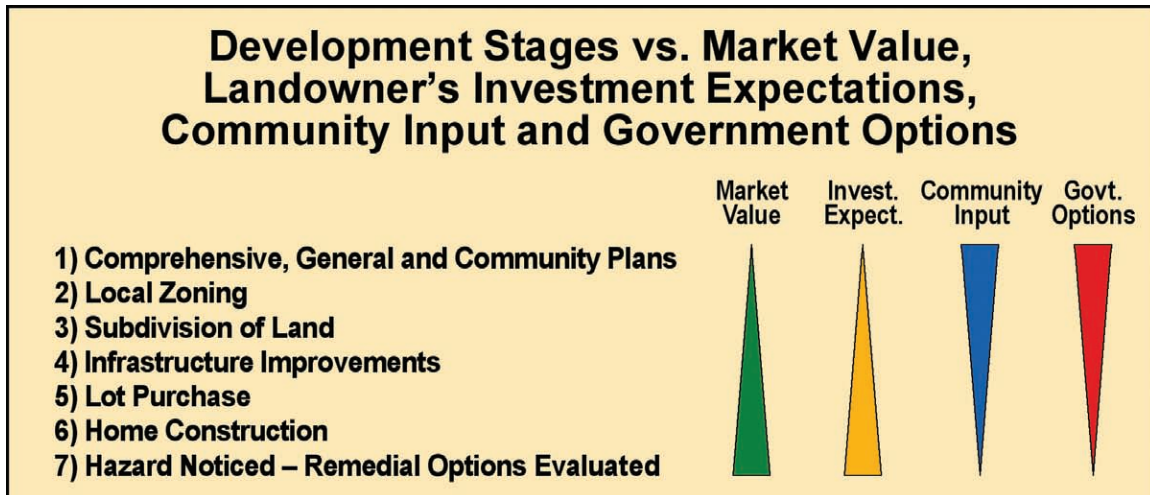 Development Stages vs. Market Value,
Landowner’s Investment Expectations,
Community Input and Government Options
Market Value
Invest. Expect.
Community Input
Govt. Options
1) Comprehensive, General and Community Plans
2) Local Zoning
3) Subdivision of Land
4) Infrastructure Improvements
5) Lot Purchase
6) Home Construction
7) Hazard Noticed – Remedial Options Evaluated